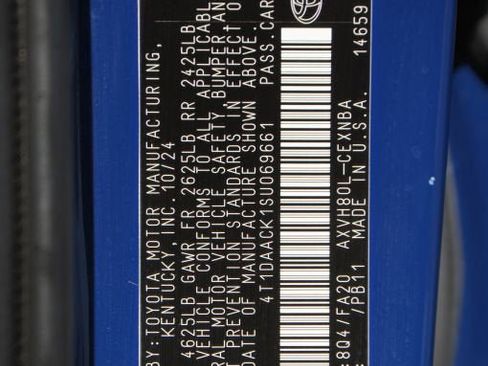 BY: TOYOTA MOTOR MANUFACTURING,
KENTUCKY, INC. 10/24
4625LB GAWR FR 2625LB RR 2425LB
VEHICLE CONFORMS TO ALL APPLICABL
RAL MOTOR VEHICLE SAFETY, BUMPER AN
T PREVENTION STANDARDS IN EFFECT O
DATE OF MANUFACTURE SHOWN ABOVE.
4T1DAACK1SU069661 PASS.CAR
:8Q4/FA20 AXVH80L-CEXNBA
/PB11 MADE IN U.S.A. 14659